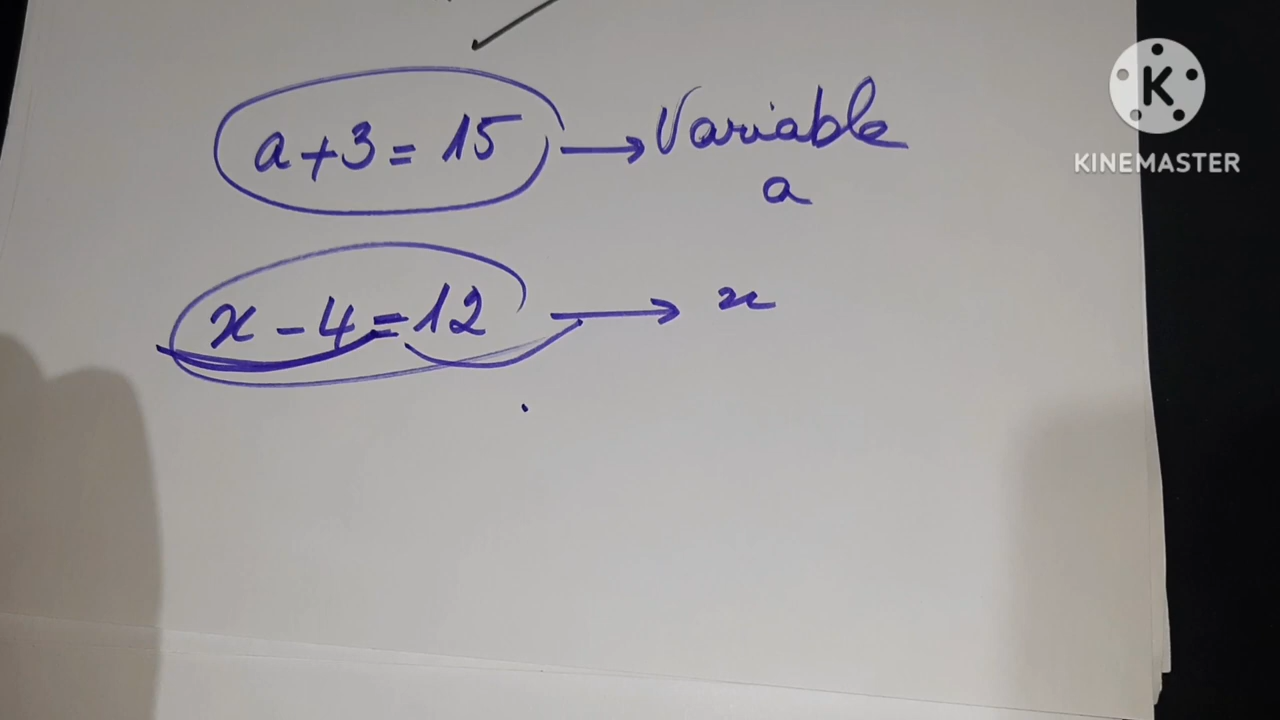 a+3=15 → Variable
a
x-4=12 → x
K
KINEMASTER